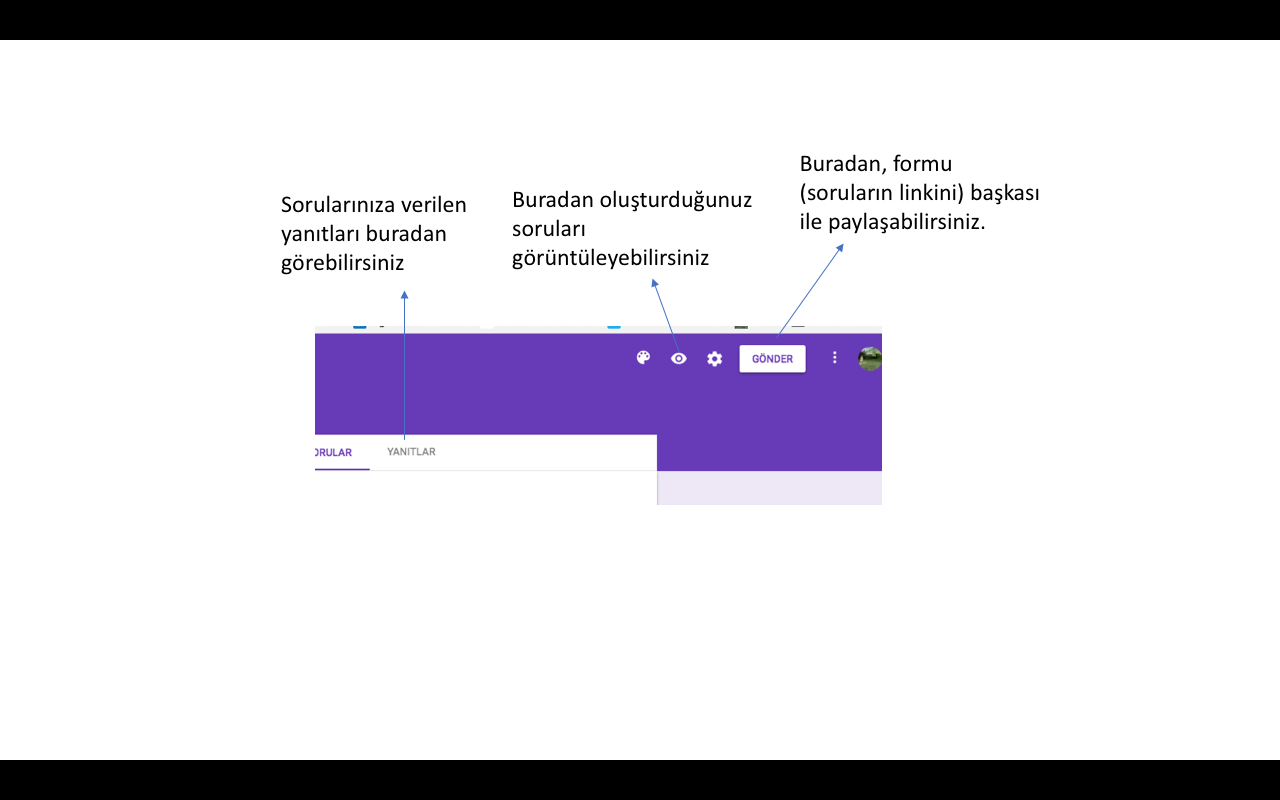 Sorularınıza verilen
yanıtları buradan
görebilirsiniz
Buradan oluşturduğunuz
soruları
görüntüleyebilirsiniz
Buradan, formu
(soruların linkini) başkası
ile paylaşabilirsiniz.
GÖNDER
ORULAR
YANITLAR